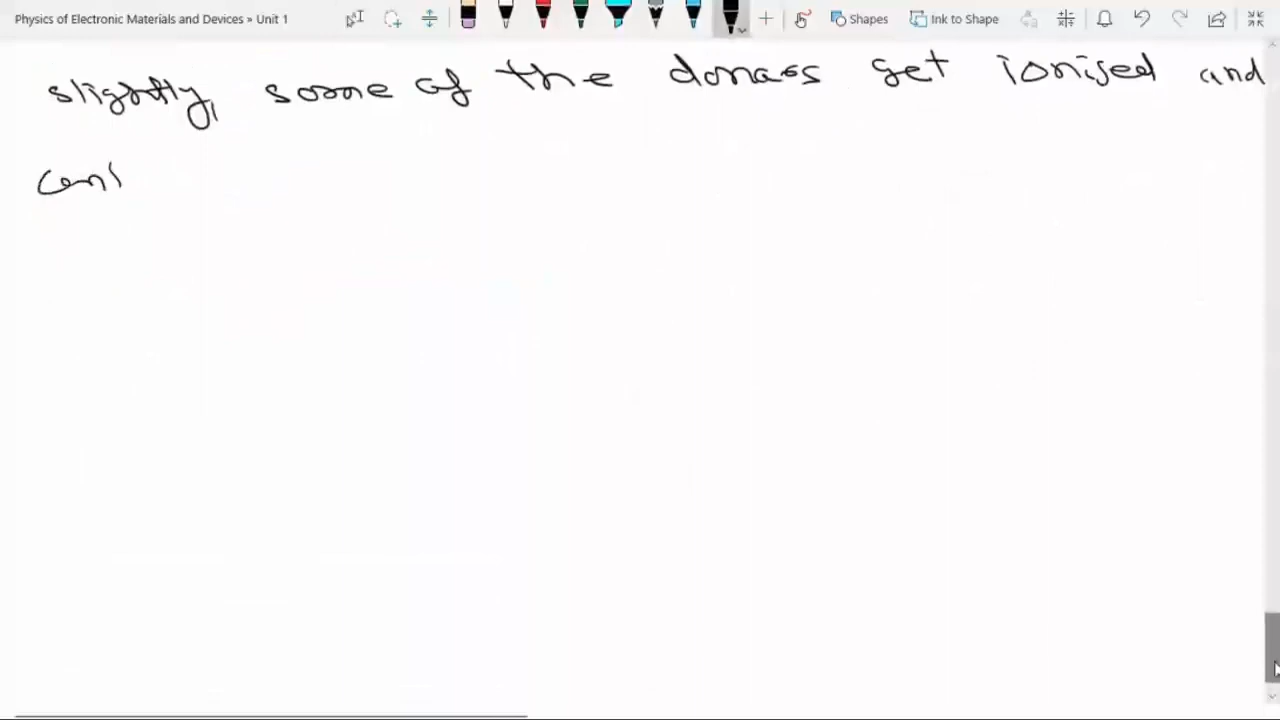 Physics of Electronic Materials and Devices » Unit 1
Shapes
Ink to Shape
slightly, some of the donass get ionised and